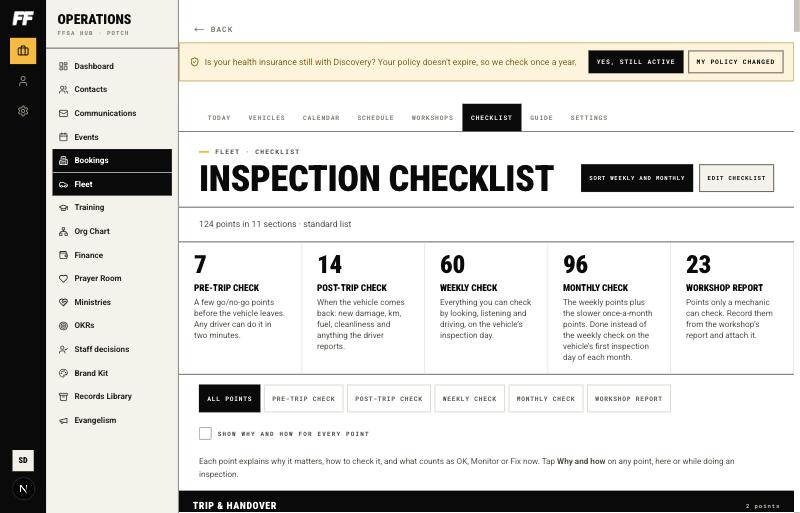 FF
OPERATIONS
FFSA HUB · POTCH
Dashboard
Contacts
Communications
Events
Bookings
Fleet
Training
Org Chart
Finance
Prayer Room
Ministries
OKRs
Staff decisions
Brand Kit
Records Library
Evangelism
SD
N
← BACK
Is your health insurance still with Discovery? Your policy doesn't expire, so we check once a year.
YES, STILL ACTIVE
MY POLICY CHANGED
TODAY VEHICLES CALENDAR SCHEDULE WORKSHOPS CHECKLIST GUIDE SETTINGS
FLEET · CHECKLIST
INSPECTION CHECKLIST
SORT WEEKLY AND MONTHLY
EDIT CHECKLIST
124 points in 11 sections · standard list
7
PRE-TRIP CHECK
A few go/no-go points
before the vehicle leaves.
Any driver can do it in
two minutes.
14
POST-TRIP CHECK
When the vehicle comes
back: new damage, km,
fuel, cleanliness and
anything the driver
reports.
60
WEEKLY CHECK
Everything you can check
by looking, listening and
driving, on the vehicle's
inspection day.
96
MONTHLY CHECK
The weekly points plus
the slower once-a-month
points. Done instead of
the weekly check on the
vehicle's first inspection
day of each month.
23
WORKSHOP REPORT
Points only a mechanic
can check. Record them
from the workshop's
report and attach it.
ALL POINTS PRE-TRIP CHECK POST-TRIP CHECK WEEKLY CHECK MONTHLY CHECK WORKSHOP REPORT
SHOW WHY AND HOW FOR EVERY POINT
Each point explains why it matters, how to check it, and what counts as OK, Monitor or Fix now. Tap Why and how on any point, here or while doing an
inspection.
TRIP & HANDOVER
2 points